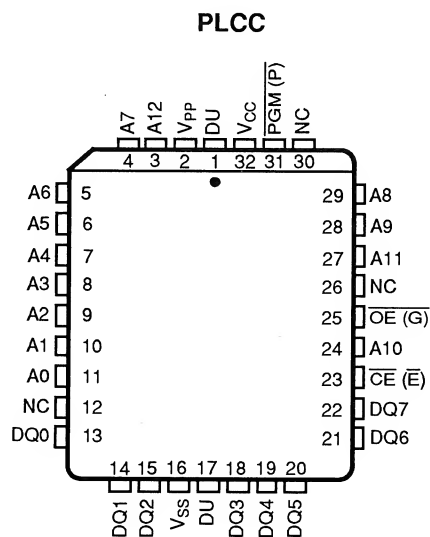 PLCC
A7 A12 VPP DU VCC PGM (P) NC
4 3 2 1 32 31 30
A6 5 29 A8
A5 6 28 A9
A4 7 27 A11
A3 8 26 NC
A2 9 25 OE (G)
A1 10 24 A10
A0 11 23 CE (E)
NC 12 22 DQ7
DQ0 13 21 DQ6
14 15 16 17 18 19 20
DQ1 DQ2 VSS DU DQ3 DQ4 DQ5